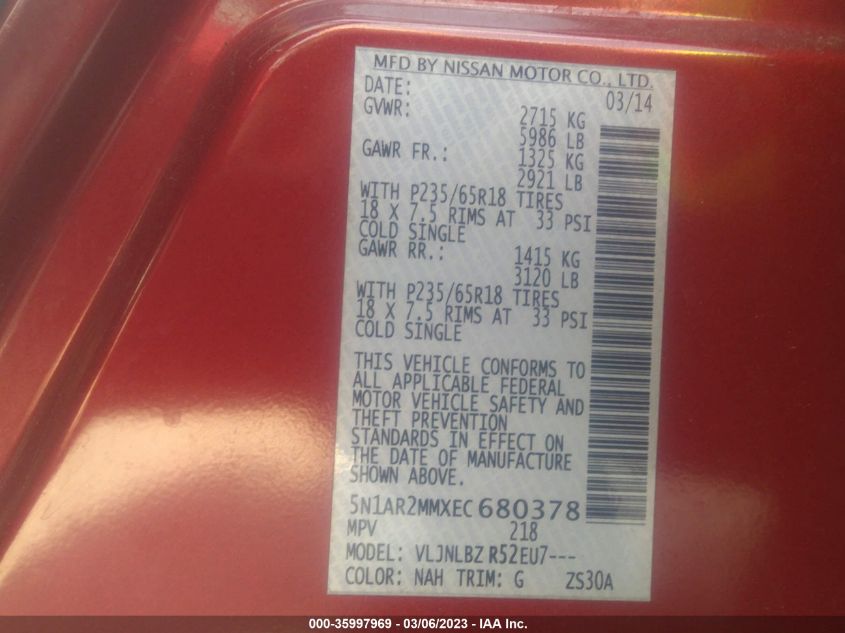 MFD BY NISSAN MOTOR CO., LTD.
DATE: 03/14
GVWR: 2715 KG
5986 LB
GAWR FR.: 1325 KG
2921 LB
WITH P235/65R18 TIRES
18 X 7.5 RIMS AT 33 PSI
COLD SINGLE
GAWR RR.: 1415 KG
3120 LB
WITH P235/65R18 TIRES
18 X 7.5 RIMS AT 33 PSI
COLD SINGLE
THIS VEHICLE CONFORMS TO
ALL APPLICABLE FEDERAL
MOTOR VEHICLE SAFETY AND
THEFT PREVENTION
STANDARDS IN EFFECT ON
THE DATE OF MANUFACTURE
SHOWN ABOVE.
5N1AR2MMXEC680378
MPV 218
MODEL: VLJNLBZ R52EU7---
COLOR: NAH TRIM: G ZS30A
000-35997969 - 03/06/2023 - IAA Inc.